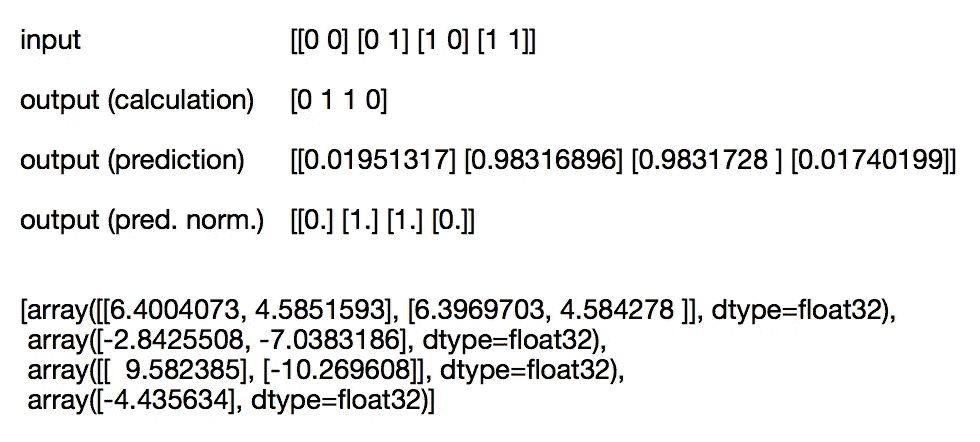 input [[0 0] [0 1] [1 0] [1 1]]
output (calculation) [0 1 1 0]
output (prediction) [[0.01951317] [0.98316896] [0.9831728 ] [0.01740199]]
output (pred. norm.) [[0.] [1.] [1.] [0.]]
[array([[6.4004073, 4.5851593], [6.3969703, 4.584278 ]], dtype=float32),
array([-2.8425508, -7.0383186], dtype=float32),
array([[ 9.582385], [-10.269608]], dtype=float32),
array([-4.435634], dtype=float32)]